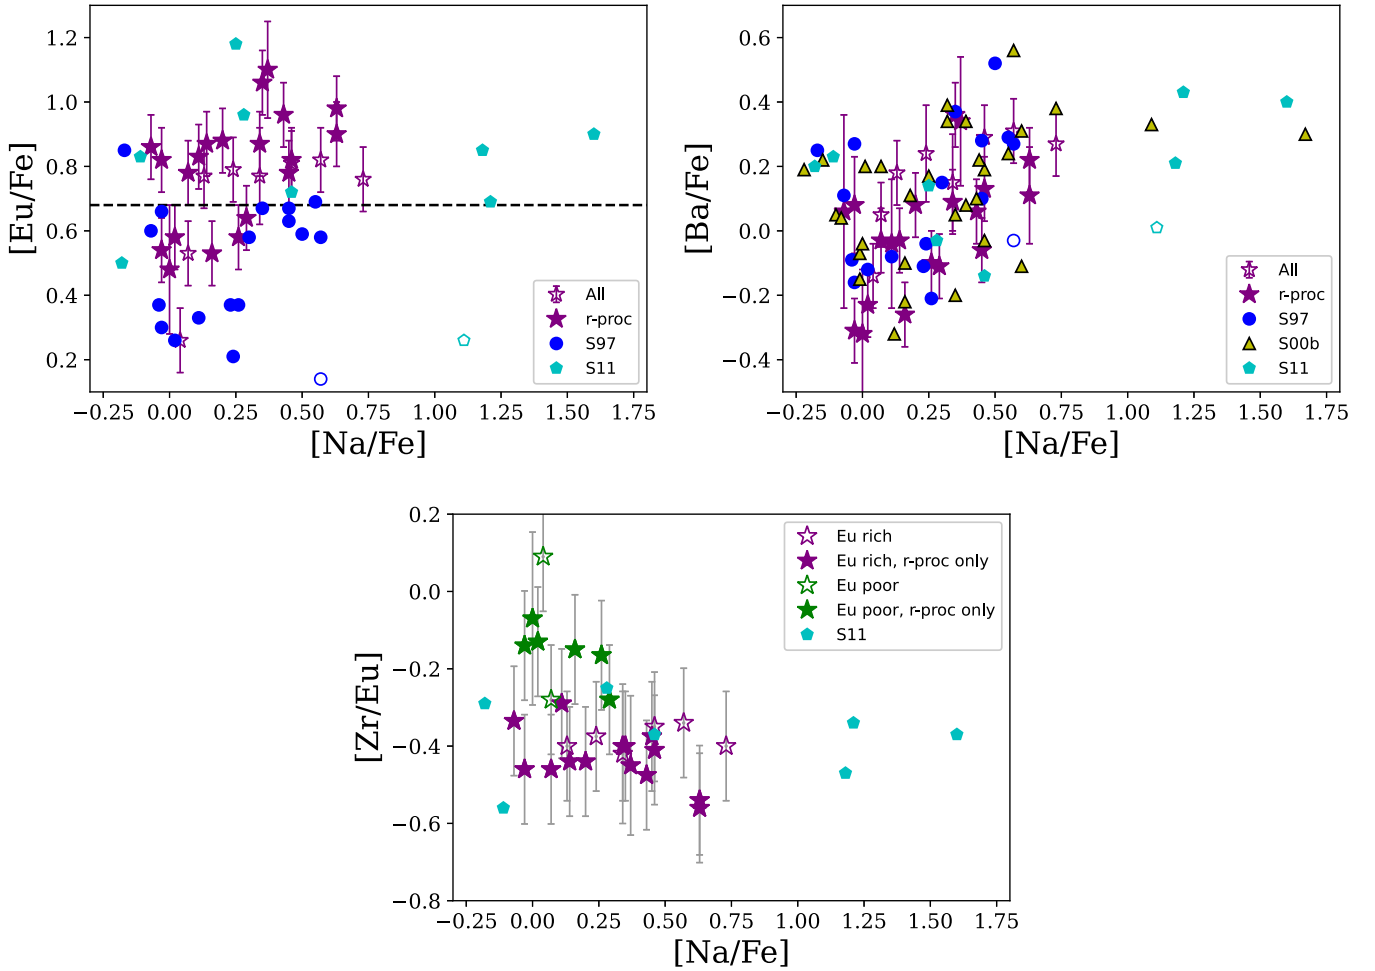 [Eu/Fe]
1.2
1.0
0.8
0.6
0.4
0.2
All
r-proc
S97
S11
−0.25 0.00 0.25 0.50 0.75 1.00 1.25 1.50 1.75
[Na/Fe]
[Ba/Fe]
0.6
0.4
0.2
0.0
−0.2
−0.4
All
r-proc
S97
S00b
S11
−0.25 0.00 0.25 0.50 0.75 1.00 1.25 1.50 1.75
[Na/Fe]
[Zr/Eu]
0.2
0.0
−0.2
−0.4
−0.6
−0.8
Eu rich
Eu rich, r-proc only
Eu poor
Eu poor, r-proc only
S11
−0.25 0.00 0.25 0.50 0.75 1.00 1.25 1.50 1.75
[Na/Fe]